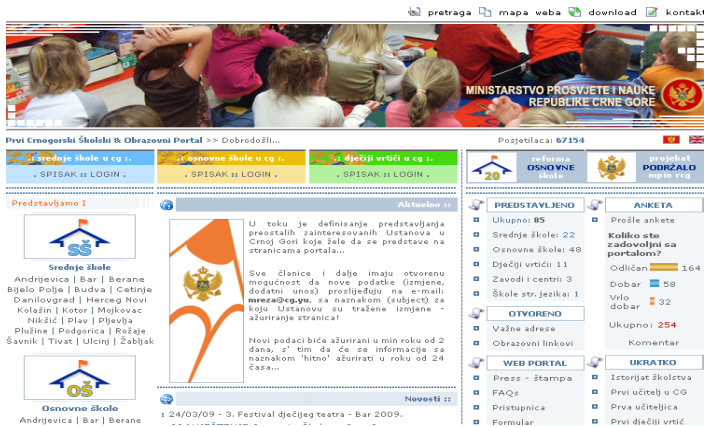 pretraga mapa weba download kontakt
MINISTARSTVO PROSVJETE I NAUKE
REPUBLIKE CRNE GORE
Prvi Crnogorski Školski & Obrazovni Portal >> Dobrodošli...
Posjetilaca: 67154
.: srednje škole u cg :.
. SPISAK :: LOGIN .
.: osnovne škole u cg :.
. SPISAK :: LOGIN .
.: dječiji vrtići u cg :.
. SPISAK :: LOGIN .
20
reforma
OSNOVNE
škole
projekat
PODRŽALO
mpin rcg
Predstavljamo I
SŠ
Srednje škole
Andrijevica | Bar | Berane
Bijelo Polje | Budva | Cetinje
Danilovgrad | Herceg Novi
Kolašin | Kotor | Mojkovac
Nikšić | Plav | Pljevlja
Plužine | Podgorica | Rožaje
Šavnik | Tivat | Ulcinj | Žabljak
OŠ
Osnovne škole
Andrijevica | Bar | Berane
Aktuelno ::
U toku je definisanje predstavljanja
preostalih zainteresovanih Ustanova u
Crnoj Gori koje žele da se predstave na
stranicama portala...
Sve članice i dalje imaju otvorenu
mogućnost da nove podatke (izmjene,
dodatni unos) prosljeđuju na e-mail:
mreza@cg.yu, sa naznakom (subject) za
koju Ustanovu su tražene izmjene -
ažuriranje stranica!
Novi podaci biće ažurirani u min roku od 2
dana, s' tim da će se informacije sa
naznakom 'hitno' ažurirati u roku od 24
časa...
Novosti ::
: 24/03/09 - 3. Festival dječijeg teatra - Bar 2009.
PREDSTAVLJENO
Ukupno: 85
Srednje škole: 22
Osnovne škole: 48
Dječiji vrtići: 11
Zavodi i centri: 3
Škole str. jezika: 1
OTVORENO
Važne adrese
Obrazovni linkovi
WEB PORTAL
Press - štampa
FAQs
Pristupnica
Formular
ANKETA
Prošle ankete
Koliko ste
zadovoljni sa
portalom?
Odličan 164
Dobar 58
Vrlo
dobar 32
Ukupno: 254
Komentar
UKRATKO
Istorijat školstva
Prvi učitelj u CG
Prva učiteljica
Prvi dječji vrtić